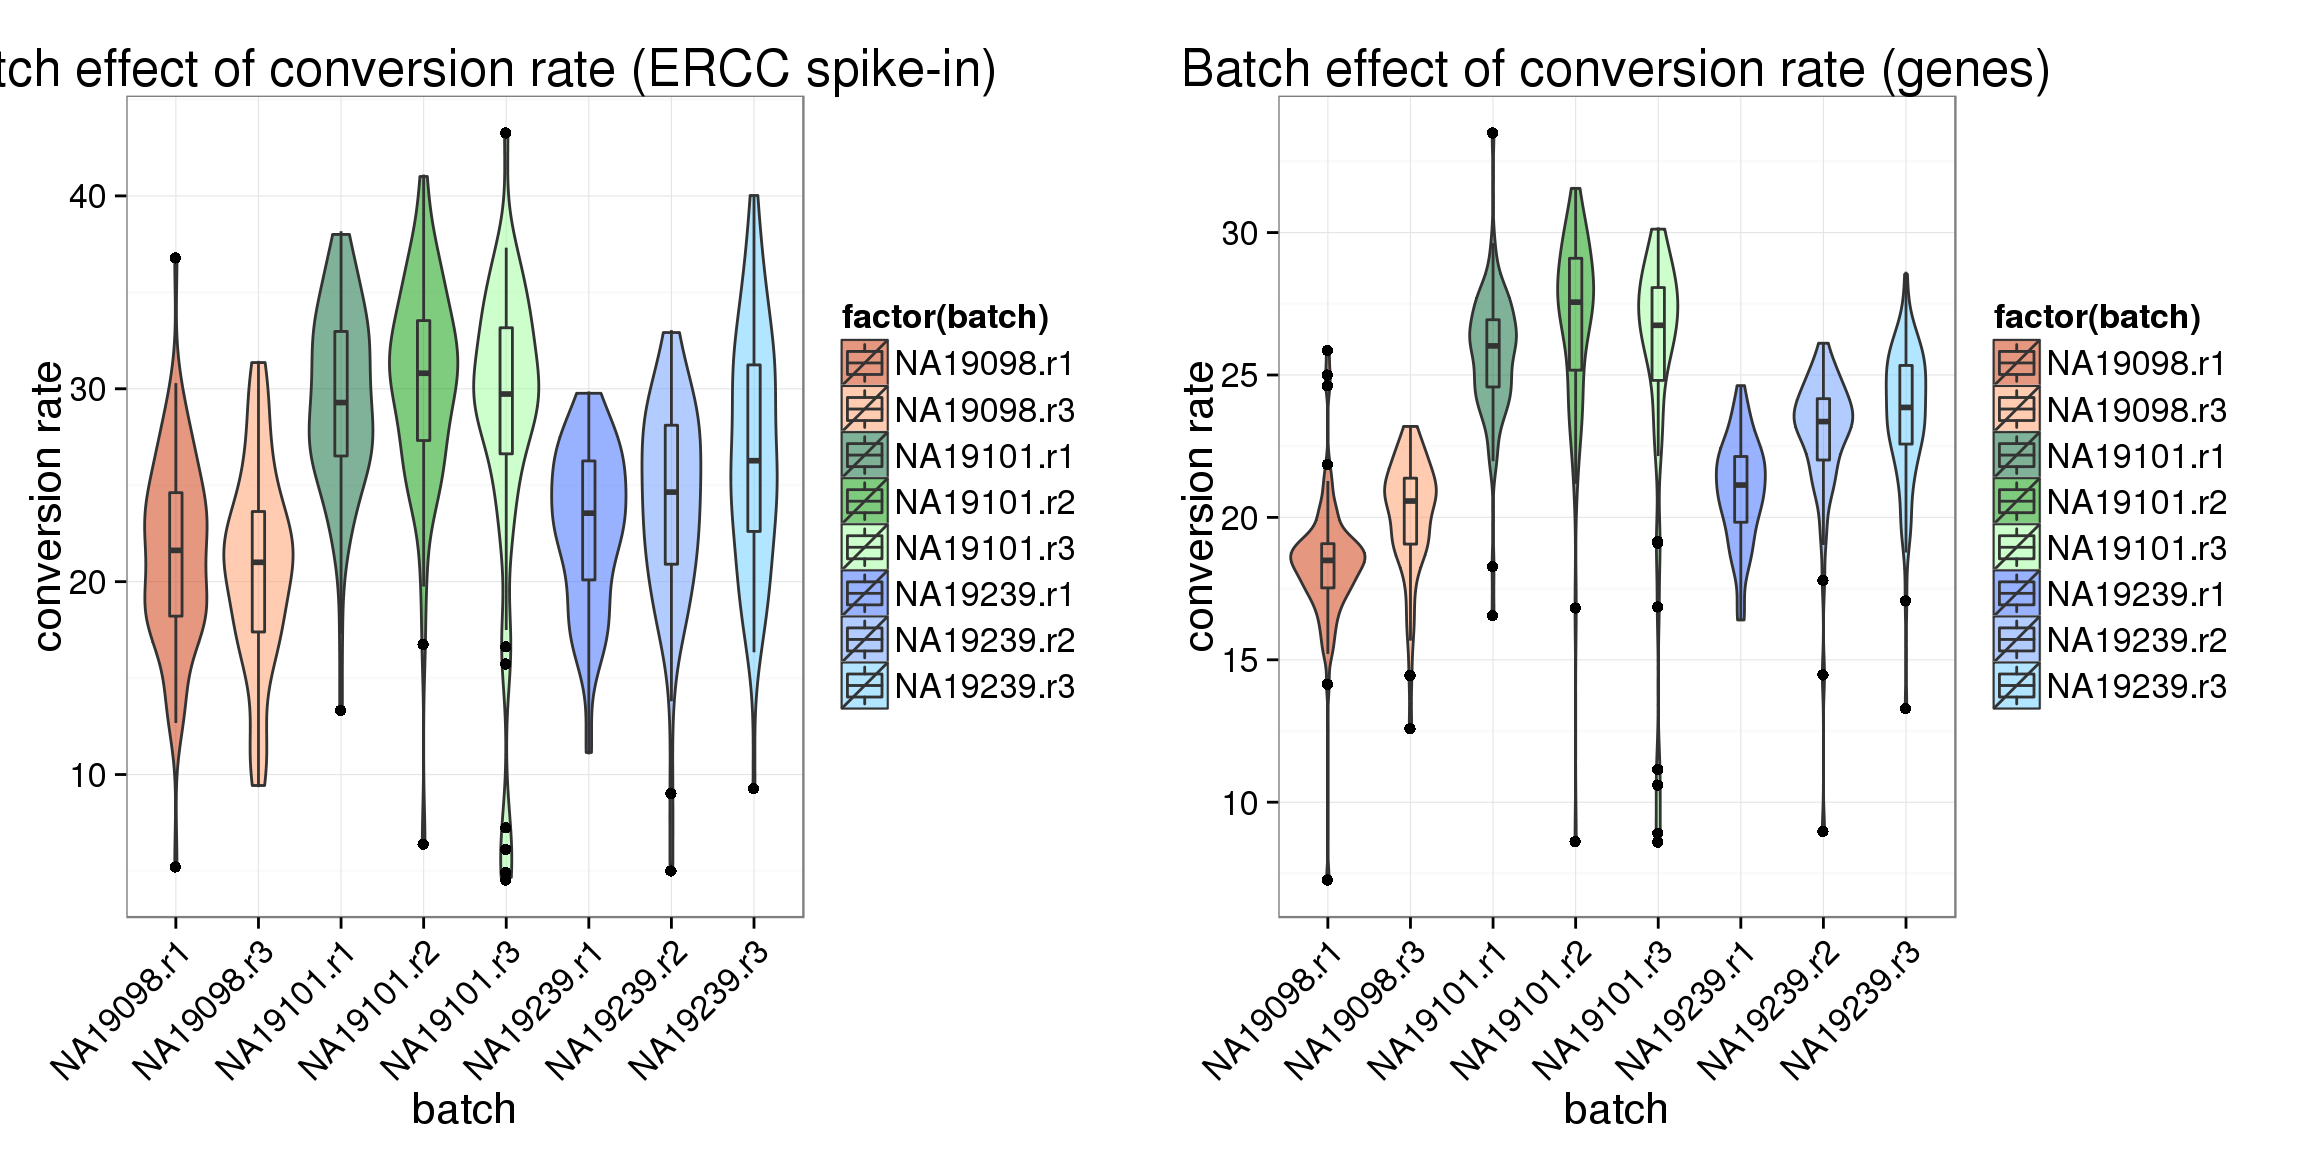 tch effect of conversion rate (ERCC spike-in)
conversion rate
40
30
20
10
NA19098.r1
NA19098.r3
NA19101.r1
NA19101.r2
NA19101.r3
NA19239.r1
NA19239.r2
NA19239.r3
batch
factor(batch)
NA19098.r1
NA19098.r3
NA19101.r1
NA19101.r2
NA19101.r3
NA19239.r1
NA19239.r2
NA19239.r3
Batch effect of conversion rate (genes)
conversion rate
30
25
20
15
10
NA19098.r1
NA19098.r3
NA19101.r1
NA19101.r2
NA19101.r3
NA19239.r1
NA19239.r2
NA19239.r3
batch
factor(batch)
NA19098.r1
NA19098.r3
NA19101.r1
NA19101.r2
NA19101.r3
NA19239.r1
NA19239.r2
NA19239.r3